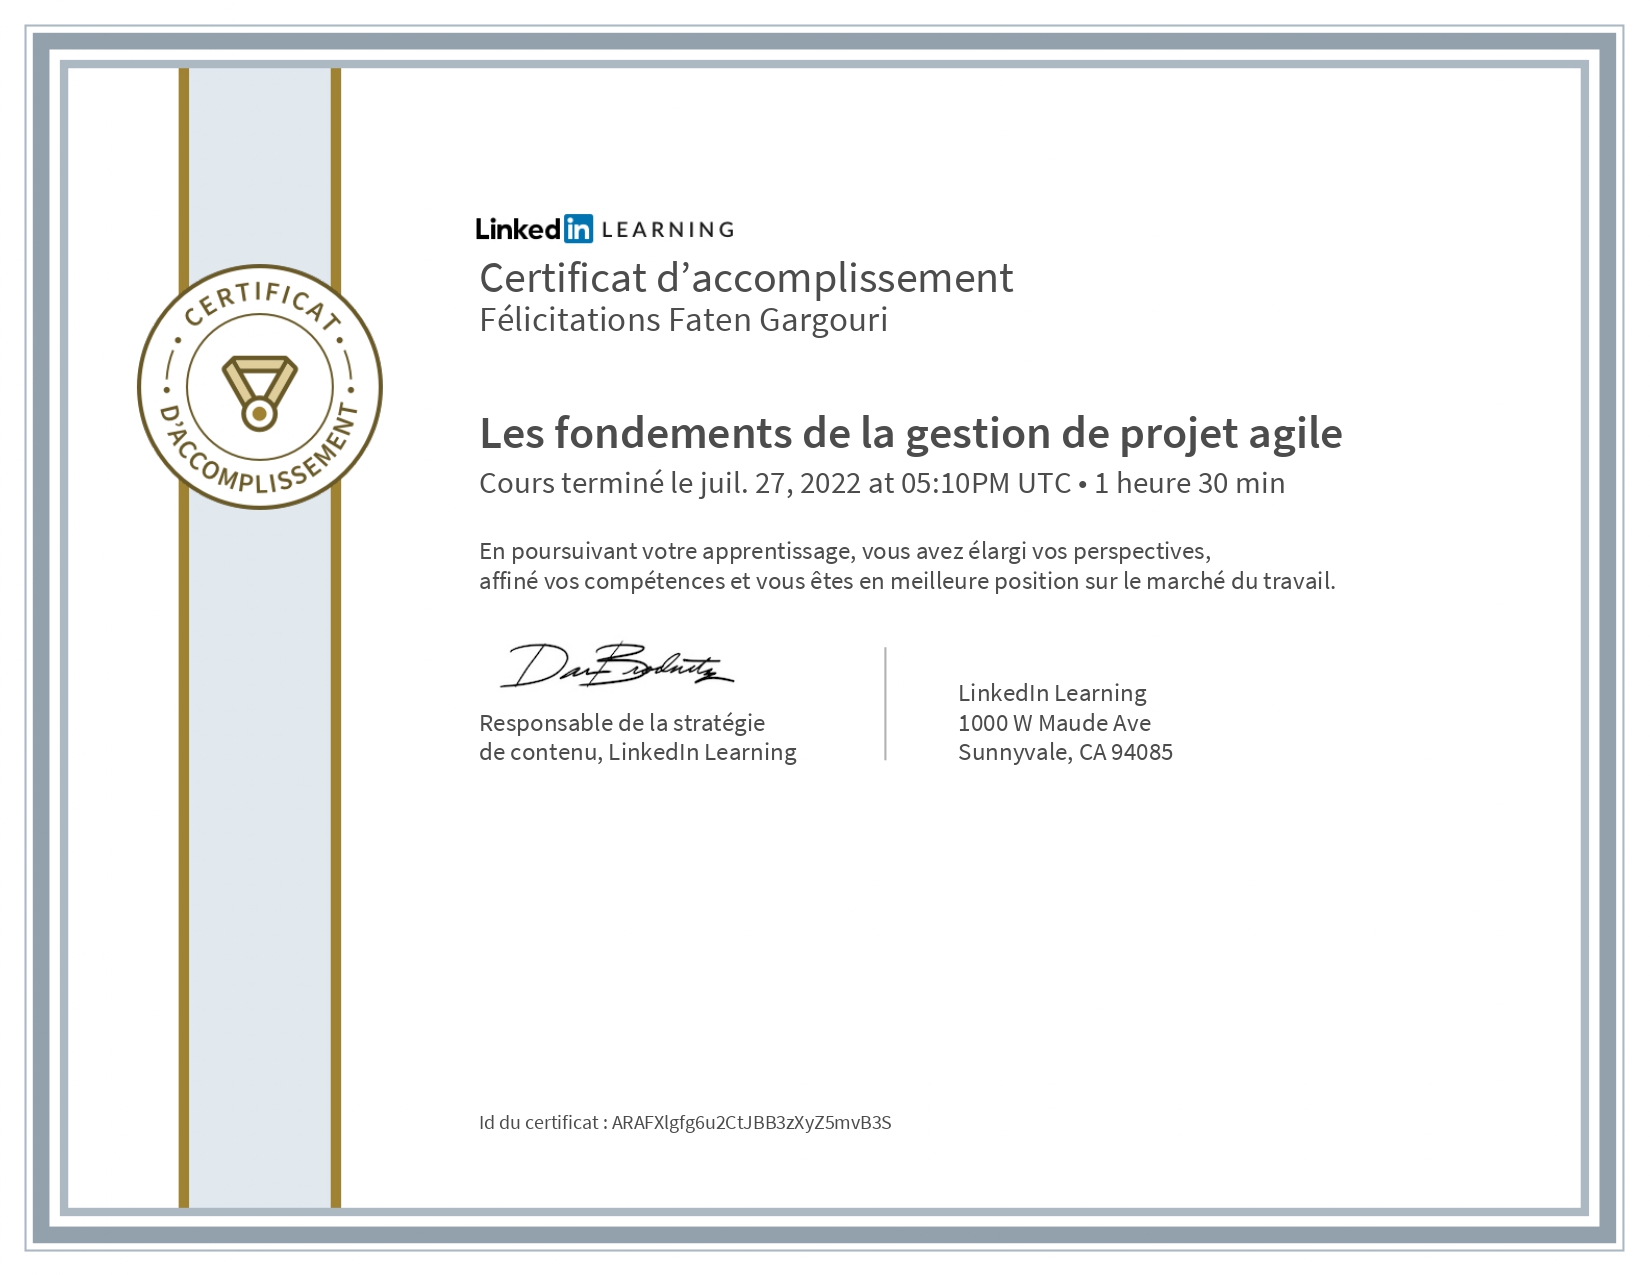 Linked in LEARNING
Certificat d’accomplissement
Félicitations Faten Gargouri
CERTIFICAT
D’ACCOMPLISSEMENT
Les fondements de la gestion de projet agile
Cours terminé le juil. 27, 2022 at 05:10PM UTC • 1 heure 30 min
En poursuivant votre apprentissage, vous avez élargi vos perspectives,
affiné vos compétences et vous êtes en meilleure position sur le marché du travail.
Responsable de la stratégie
de contenu, LinkedIn Learning
LinkedIn Learning
1000 W Maude Ave
Sunnyvale, CA 94085
Id du certificat : ARAFXlgfg6u2CtJBB3zXyZ5mvB3S